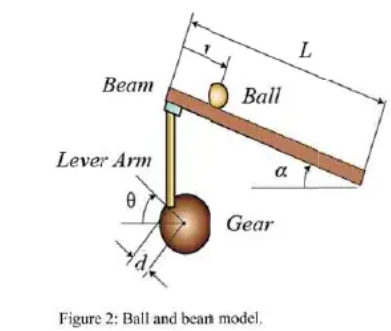 L
r
Beam
Ball
Lever Arm
α
θ
Gear
d
Figure 2: Ball and beam model.